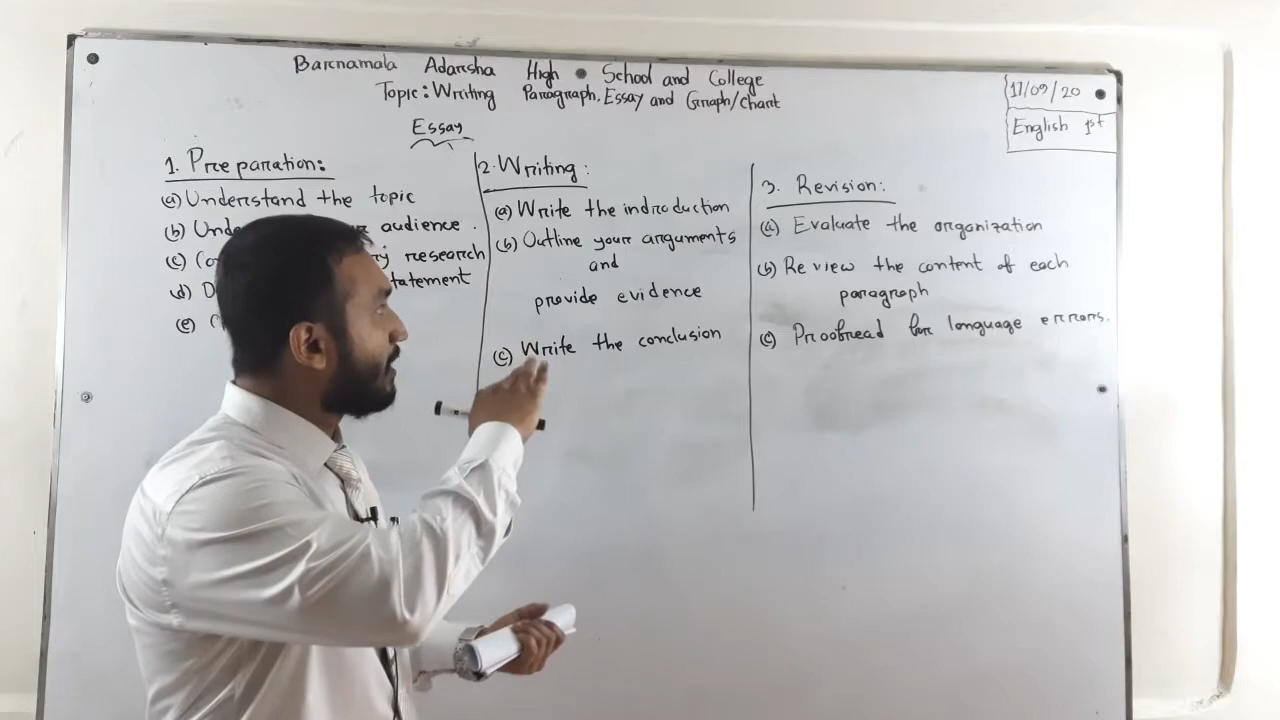 Barnamala Adarsha High School and College
Topic: Writing Paragraph, Essay and Graph/Chart
17/09/20
English 1st
Essay
1. Preparation:
(a) Understand the topic
(b) audience.
(c) research
(d)
(e)
2. Writing:
(a) Write the indroduction
(b) Outline your arguments
and
provide evidence
(c) Write the conclusion
3. Revision:
(a) Evaluate the organization
(b) Review the content of each
paragraph
(c) Proofread for language errors.